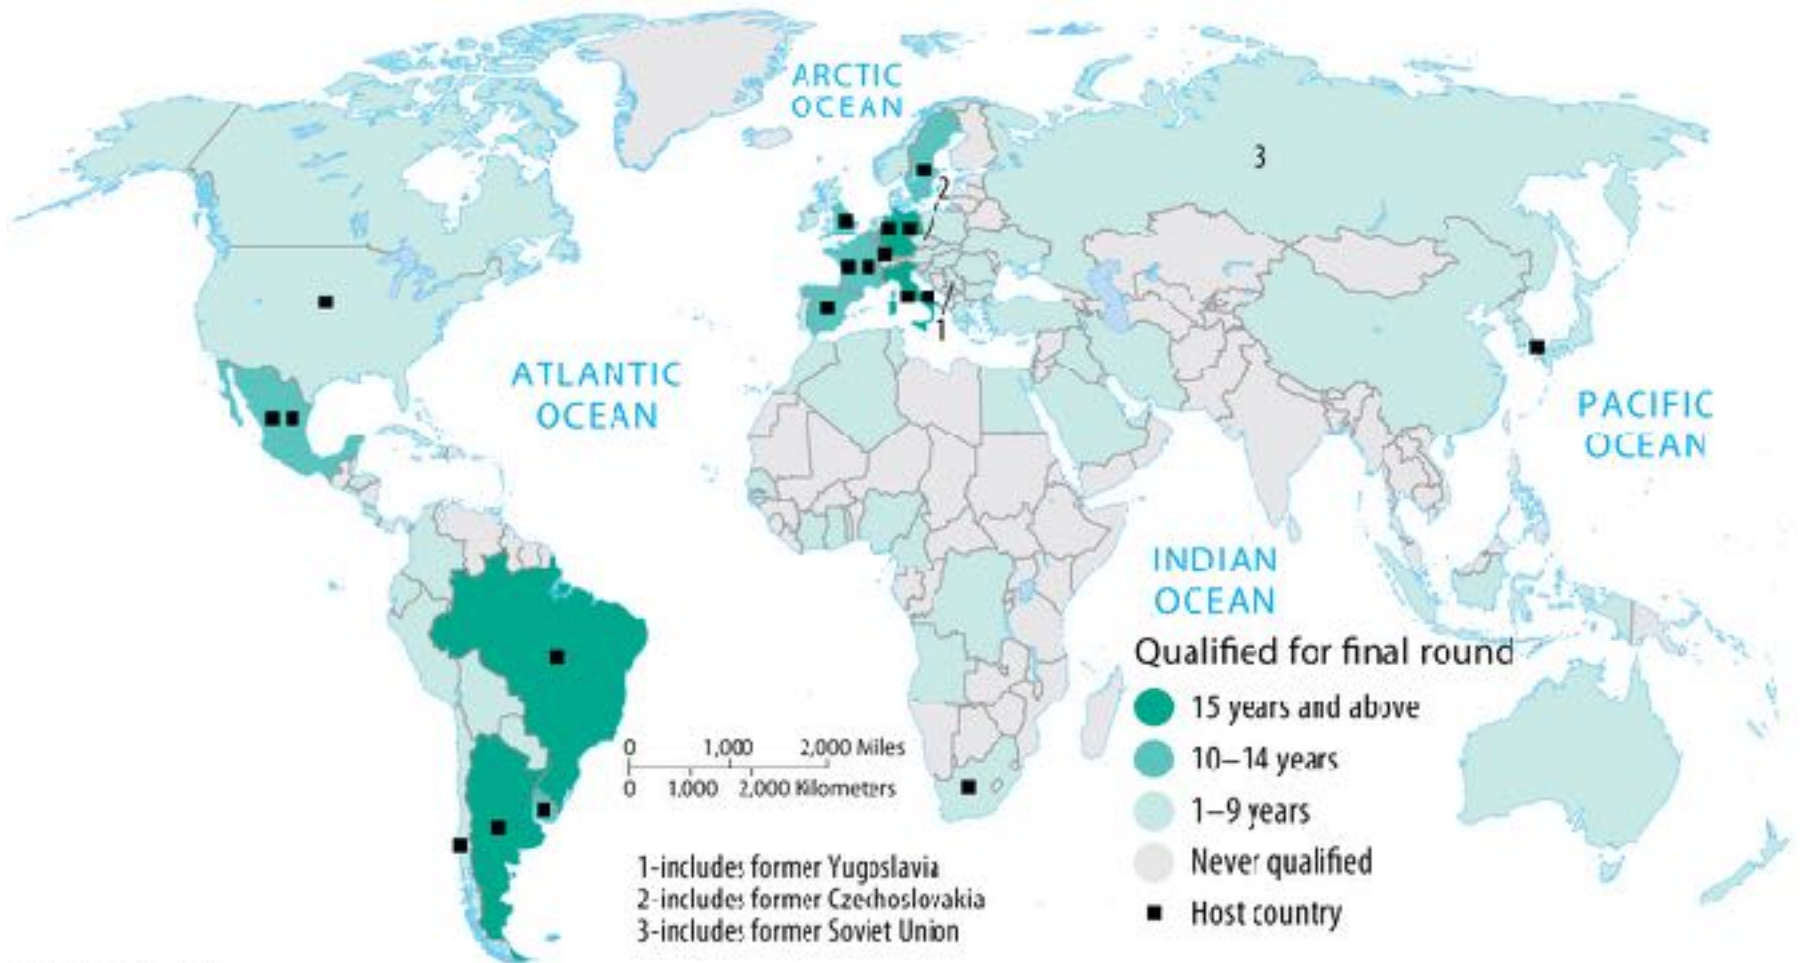 ARCTIC
OCEAN
3
2
1
ATLANTIC
OCEAN
PACIFIC
OCEAN
INDIAN
OCEAN
Qualified for final round
15 years and above
10–14 years
1–9 years
Never qualified
Host country
0 1,000 2,000 Miles
0 1,000 2,000 Kilometers
1-includes former Yugoslavia
2-includes former Czechoslovakia
3-includes former Soviet Union